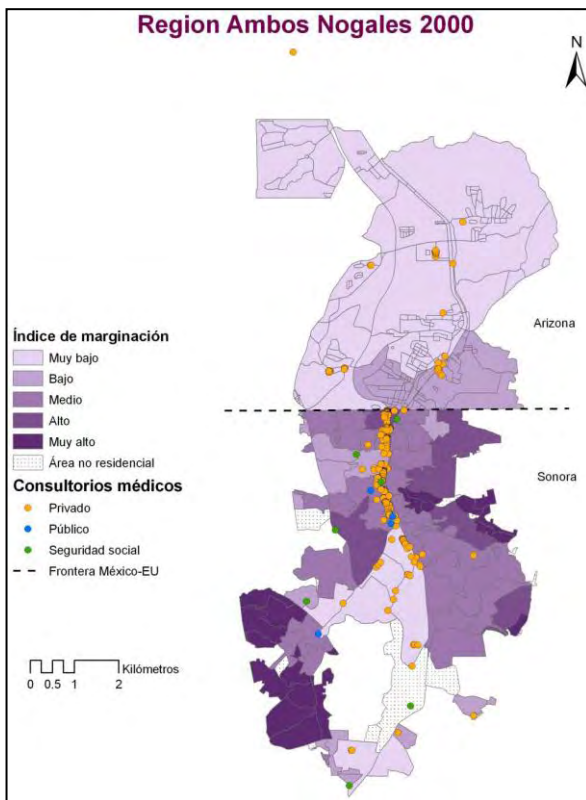 Region Ambos Nogales 2000
N
Arizona
Índice de marginación
Muy bajo
Bajo
Medio
Alto
Muy alto
Área no residencial
Sonora
Consultorios médicos
Privado
Público
Seguridad social
Frontera México-EU
Kilómetros
0 0.5 1 2